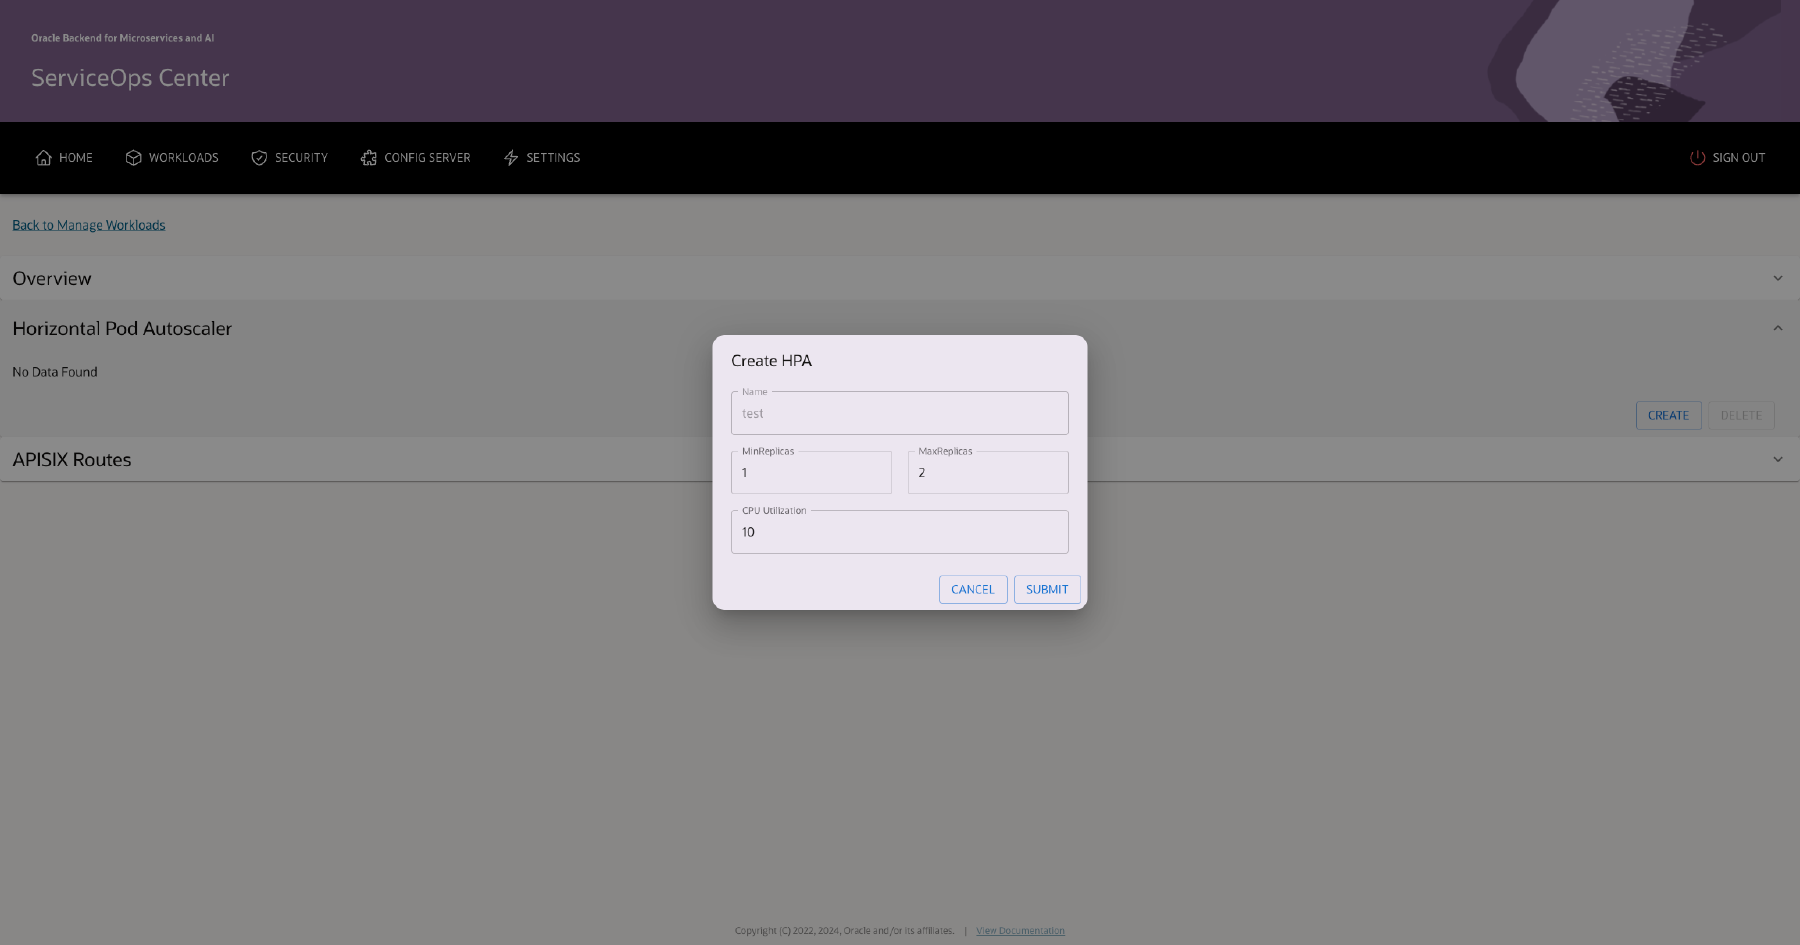 Oracle Backend for Microservices and AI
ServiceOps Center
HOME
WORKLOADS
SECURITY
CONFIG SERVER
SETTINGS
SIGN OUT
Back to Manage Workloads
Overview
Horizontal Pod Autoscaler
No Data Found
CREATE
DELETE
APISIX Routes
Create HPA
Name
test
MinReplicas
1
MaxReplicas
2
CPU Utilization
10
CANCEL
SUBMIT
Copyright (C) 2022, 2024, Oracle and/or its affiliates. | View Documentation